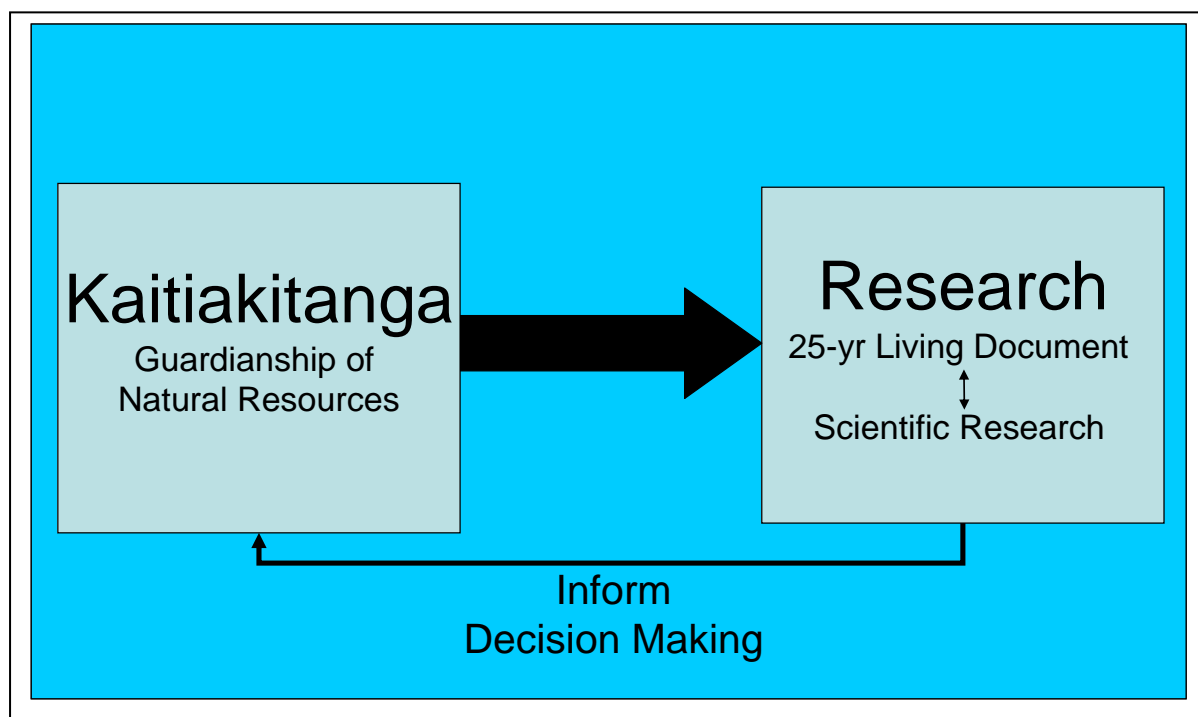 Kaitiakitanga
Guardianship of
Natural Resources
Research
25-yr Living Document
Scientific Research
Inform
Decision Making